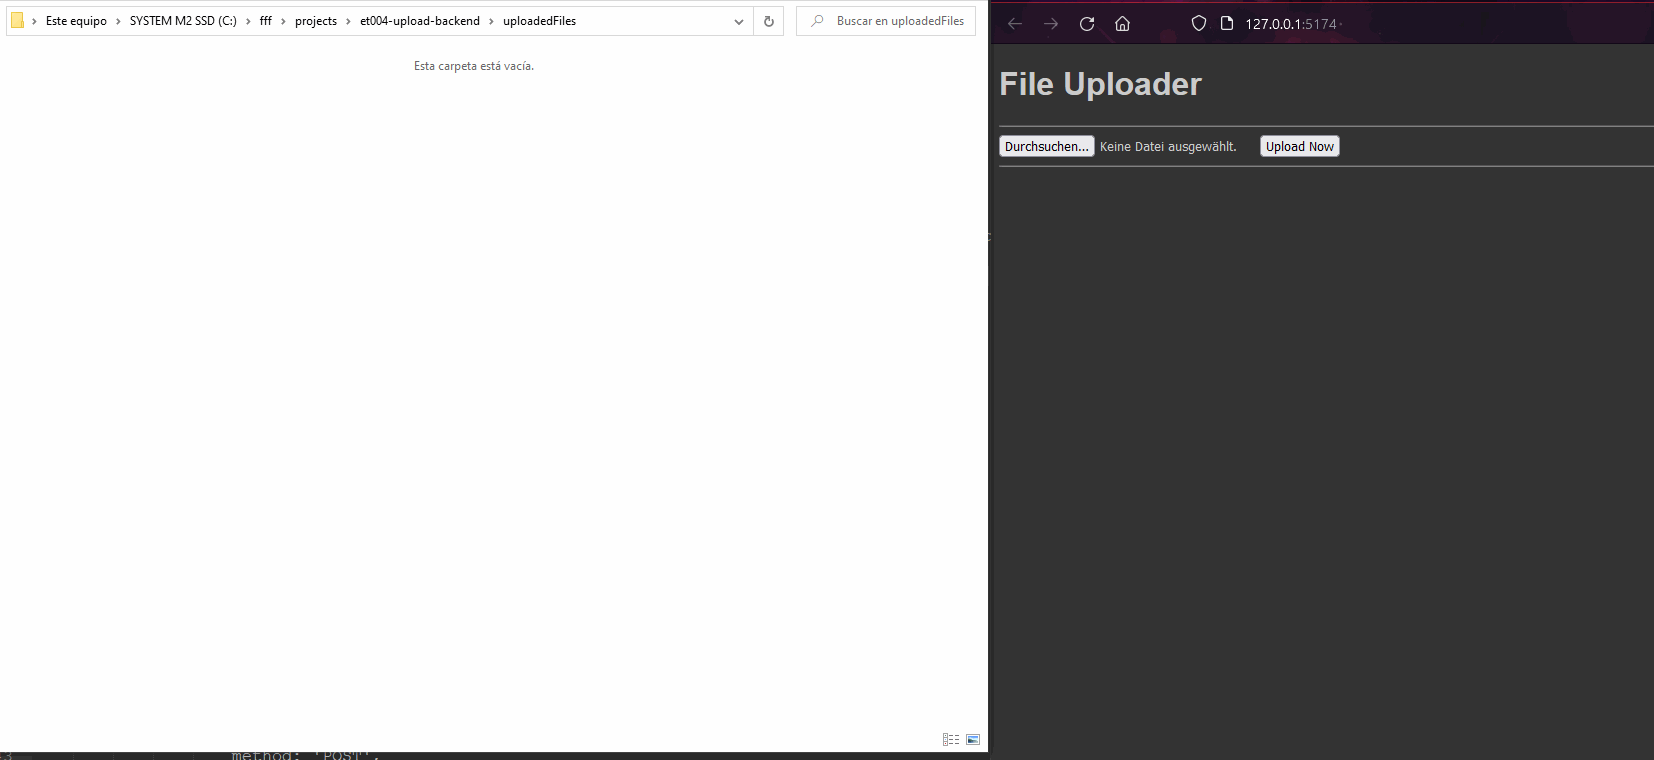 Este equipo > SYSTEM M2 SSD (C:) > fff > projects > et004-upload-backend > uploadedFiles
Buscar en uploadedFiles
Esta carpeta está vacía.
127.0.0.1:5174
File Uploader
Durchsuchen... Keine Datei ausgewählt. Upload Now
method: 'POST',